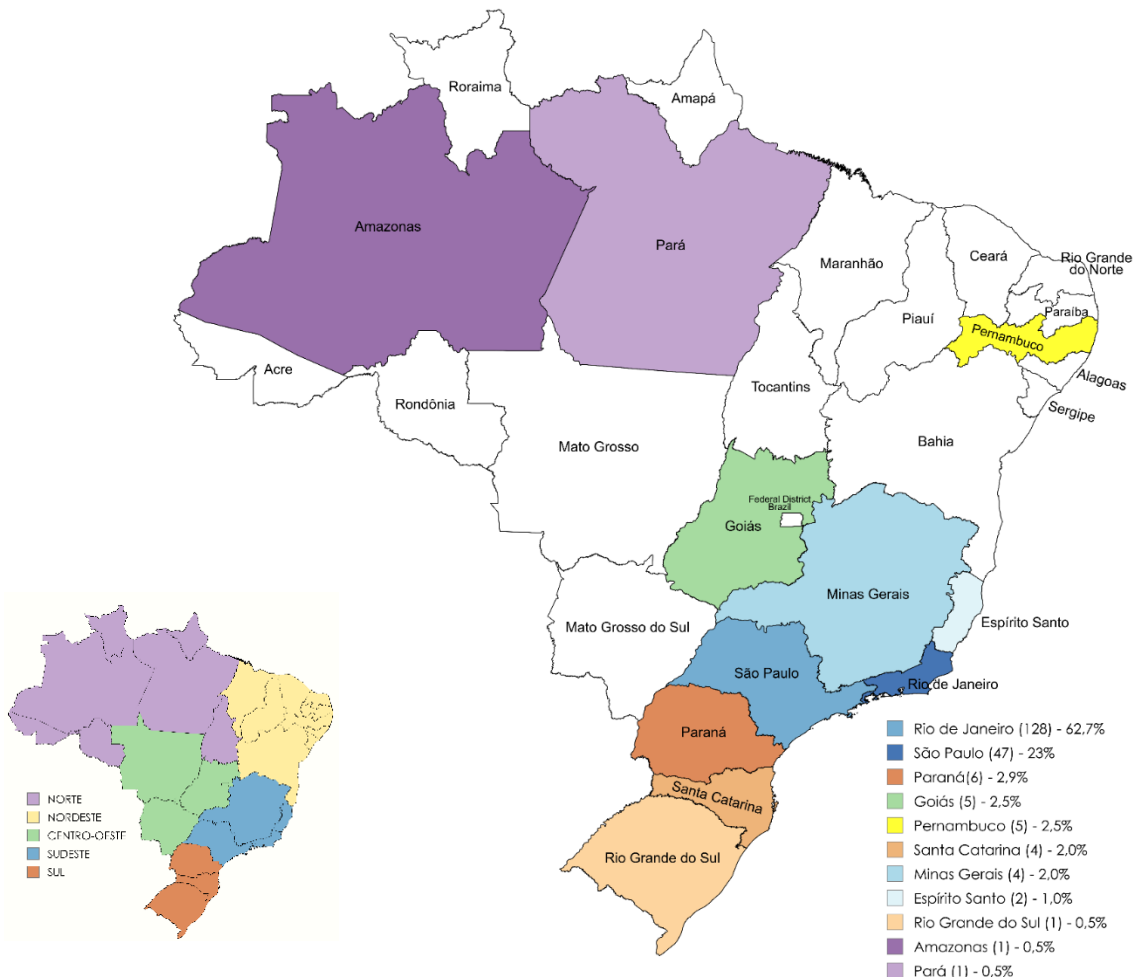 Roraima
Amapá
Amazonas
Pará
Maranhão
Ceará
Rio Grande
do Norte
Paraíba
Piauí
Pernambuco
Acre
Rondônia
Tocantins
Alagoas
Sergipe
Mato Grosso
Bahia
Federal District
Brazil
Goiás
Minas Gerais
Espírito Santo
Mato Grosso do Sul
São Paulo
Rio de Janeiro
Paraná
Santa Catarina
Rio Grande do Sul
NORTE
NORDESTE
CENTRO-OESTE
SUDESTE
SUL
Rio de Janeiro (128) - 62,7%
São Paulo (47) - 23%
Paraná(6) - 2,9%
Goiás (5) - 2,5%
Pernambuco (5) - 2,5%
Santa Catarina (4) - 2,0%
Minas Gerais (4) - 2,0%
Espírito Santo (2) - 1,0%
Rio Grande do Sul (1) - 0,5%
Amazonas (1) - 0,5%
Pará (1) - 0,5%